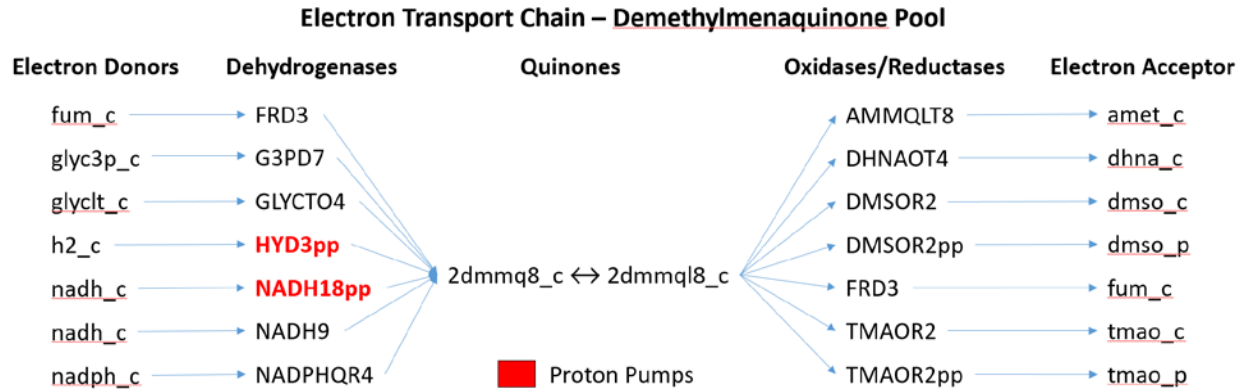 Electron Transport Chain – Demethylmenaquinone Pool
Electron Donors Dehydrogenases Quinones Oxidases/Reductases Electron Acceptor
fum_c FRD3 AMMQLT8 amet_c
glyc3p_c G3PD7 DHNAOT4 dhna_c
glyclt_c GLYCTO4 DMSOR2 dmso_c
h2_c HYD3pp DMSOR2pp dmso_p
2dmmq8_c ↔ 2dmmql8_c
nadh_c NADH18pp FRD3 fum_c
nadh_c NADH9 TMAOR2 tmao_c
nadph_c NADPHQR4 Proton Pumps TMAOR2pp tmao_p